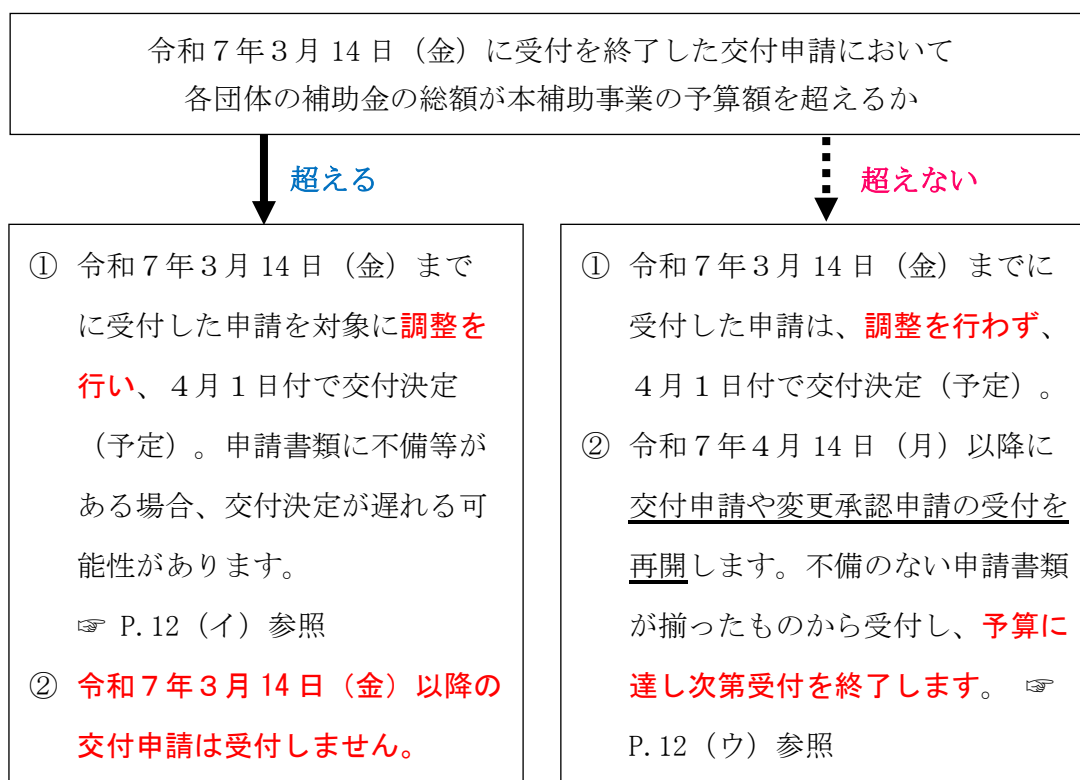 令和７年３月 14 日（金）に受付を終了した交付申請において
各団体の補助金の総額が本補助事業の予算額を超えるか
超える
超えない
① 令和７年３月 14 日（金）まで
に受付した申請を対象に調整を
行い、４月１日付で交付決定
（予定）。申請書類に不備等が
ある場合、交付決定が遅れる可
能性があります。
☞ P.12（イ）参照
② 令和７年３月 14 日（金）以降の
交付申請は受付しません。
① 令和７年３月 14 日（金）までに
受付した申請は、調整を行わず、
４月１日付で交付決定（予定）。
② 令和７年４月 14 日（月）以降に
交付申請や変更承認申請の受付を
再開します。不備のない申請書類
が揃ったものから受付し、予算に
達し次第受付を終了します。 ☞
P.12（ウ）参照